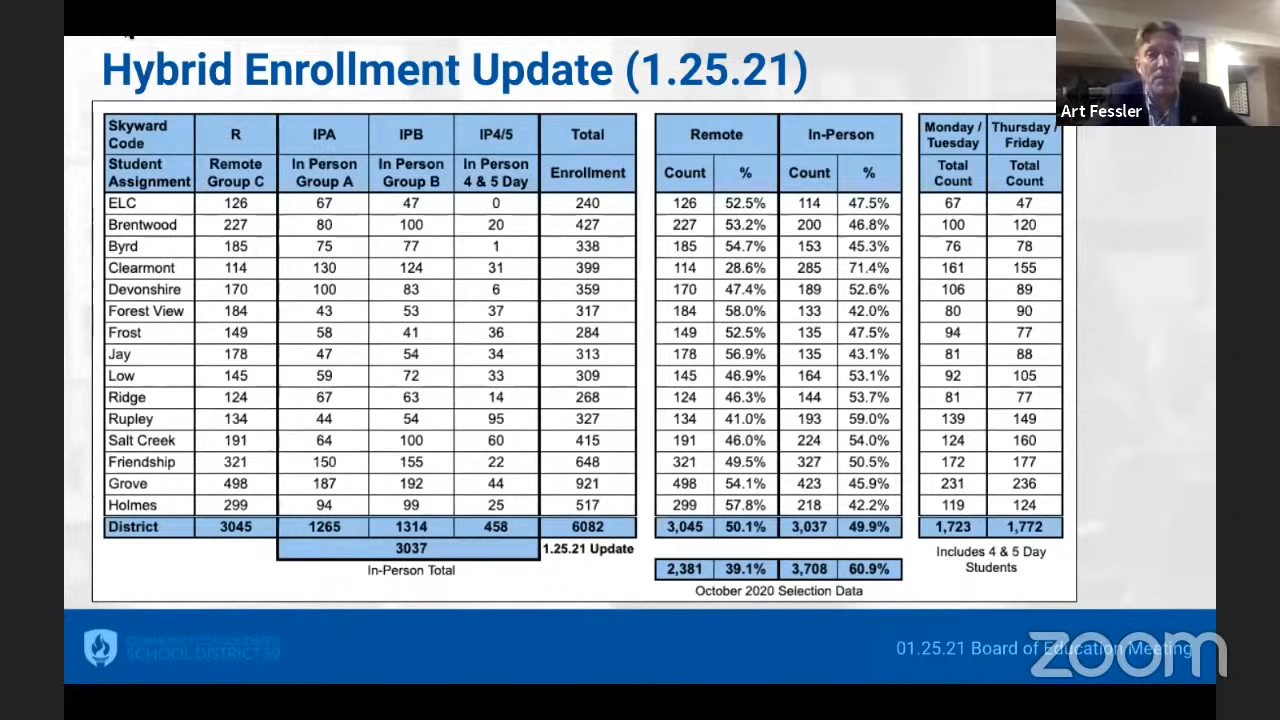 Hybrid Enrollment Update (1.25.21)
Art Fessler
Skyward Code R IPA IPB IP4/5 Total Remote In-Person Monday / Tuesday Thursday / Friday
Student Assignment Remote Group C In Person Group A In Person Group B In Person 4 & 5 Day Enrollment Count % Count % Total Count Total Count
ELC 126 67 47 0 240 126 52.5% 114 47.5% 67 47
Brentwood 227 80 100 20 427 227 53.2% 200 46.8% 100 120
Byrd 185 75 77 1 338 185 54.7% 153 45.3% 76 78
Clearmont 114 130 124 31 399 114 28.6% 285 71.4% 161 155
Devonshire 170 100 83 6 359 170 47.4% 189 52.6% 106 89
Forest View 184 43 53 37 317 184 58.0% 133 42.0% 80 90
Frost 149 58 41 36 284 149 52.5% 135 47.5% 94 77
Jay 178 47 54 34 313 178 56.9% 135 43.1% 81 88
Low 145 59 72 33 309 145 46.9% 164 53.1% 92 105
Ridge 124 67 63 14 268 124 46.3% 144 53.7% 81 77
Rupley 134 44 54 95 327 134 41.0% 193 59.0% 139 149
Salt Creek 191 64 100 60 415 191 46.0% 224 54.0% 124 160
Friendship 321 150 155 22 648 321 49.5% 327 50.5% 172 177
Grove 498 187 192 44 921 498 54.1% 423 45.9% 231 236
Holmes 299 94 99 25 517 299 57.8% 218 42.2% 119 124
District 3045 1265 1314 458 6082 3,045 50.1% 3,037 49.9% 1,723 1,772
3037 1.25.21 Update
In-Person Total
Includes 4 & 5 Day
Students
2,381 39.1% 3,708 60.9%
October 2020 Selection Data
COMMUNITY CONSOLIDATED
SCHOOL DISTRICT 59
01.25.21 Board of Education Meeting
zoom